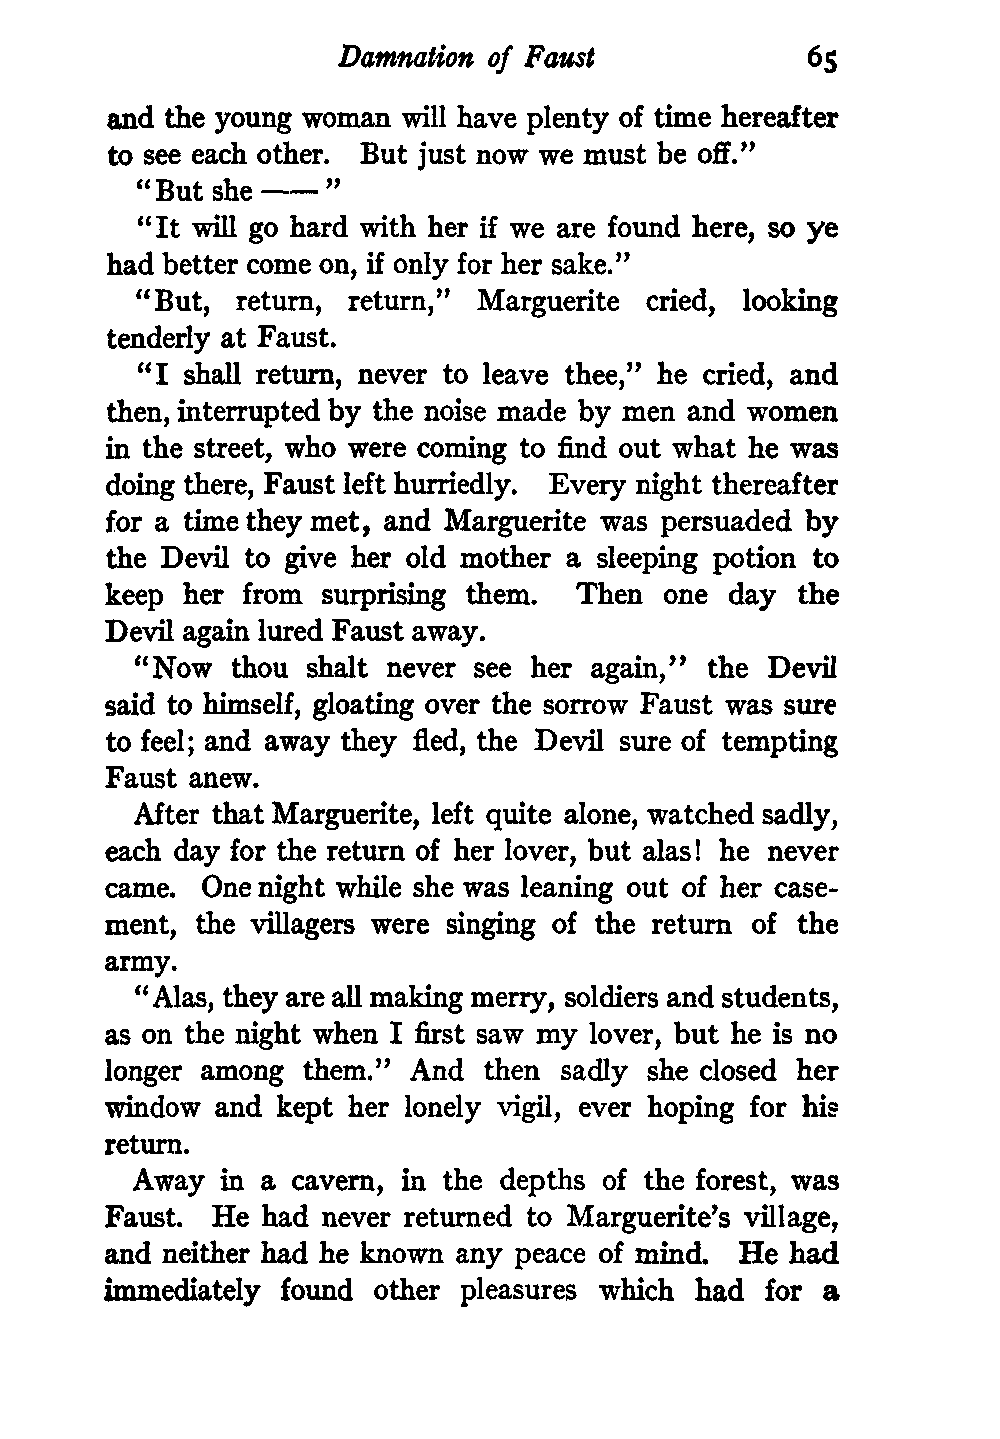 Damnation of Faust 65
and the young woman will have plenty of time hereafter
to see each other. But just now we must be off."
"But she —— "
"It will go hard with her if we are found here, so ye
had better come on, if only for her sake."
"But, return, return," Marguerite cried, looking
tenderly at Faust.
"I shall return, never to leave thee," he cried, and
then, interrupted by the noise made by men and women
in the street, who were coming to find out what he was
doing there, Faust left hurriedly. Every night thereafter
for a time they met, and Marguerite was persuaded by
the Devil to give her old mother a sleeping potion to
keep her from surprising them. Then one day the
Devil again lured Faust away.
"Now thou shalt never see her again," the Devil
said to himself, gloating over the sorrow Faust was sure
to feel; and away they fled, the Devil sure of tempting
Faust anew.
After that Marguerite, left quite alone, watched sadly,
each day for the return of her lover, but alas! he never
came. One night while she was leaning out of her case-
ment, the villagers were singing of the return of the
army.
"Alas, they are all making merry, soldiers and students,
as on the night when I first saw my lover, but he is no
longer among them." And then sadly she closed her
window and kept her lonely vigil, ever hoping for his
return.
Away in a cavern, in the depths of the forest, was
Faust. He had never returned to Marguerite's village,
and neither had he known any peace of mind. He had
immediately found other pleasures which had for a